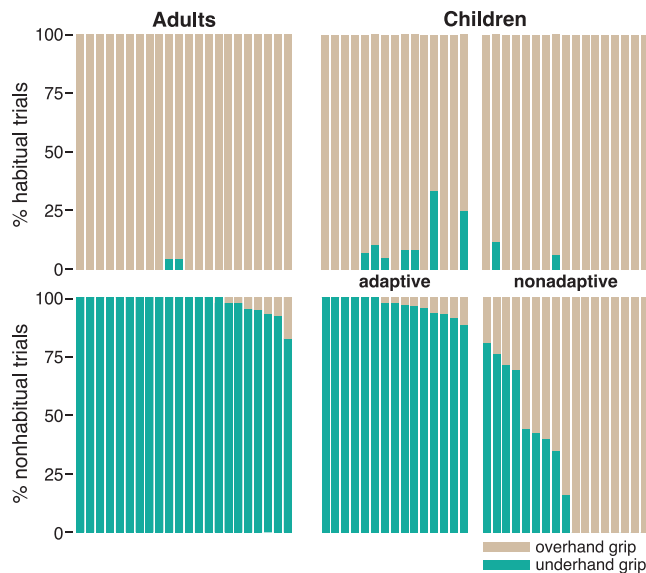 Adults
Children
% habitual trials
100
75
50
25
0
adaptive
nonadaptive
% nonhabitual trials
100
75
50
25
0
overhand grip
underhand grip